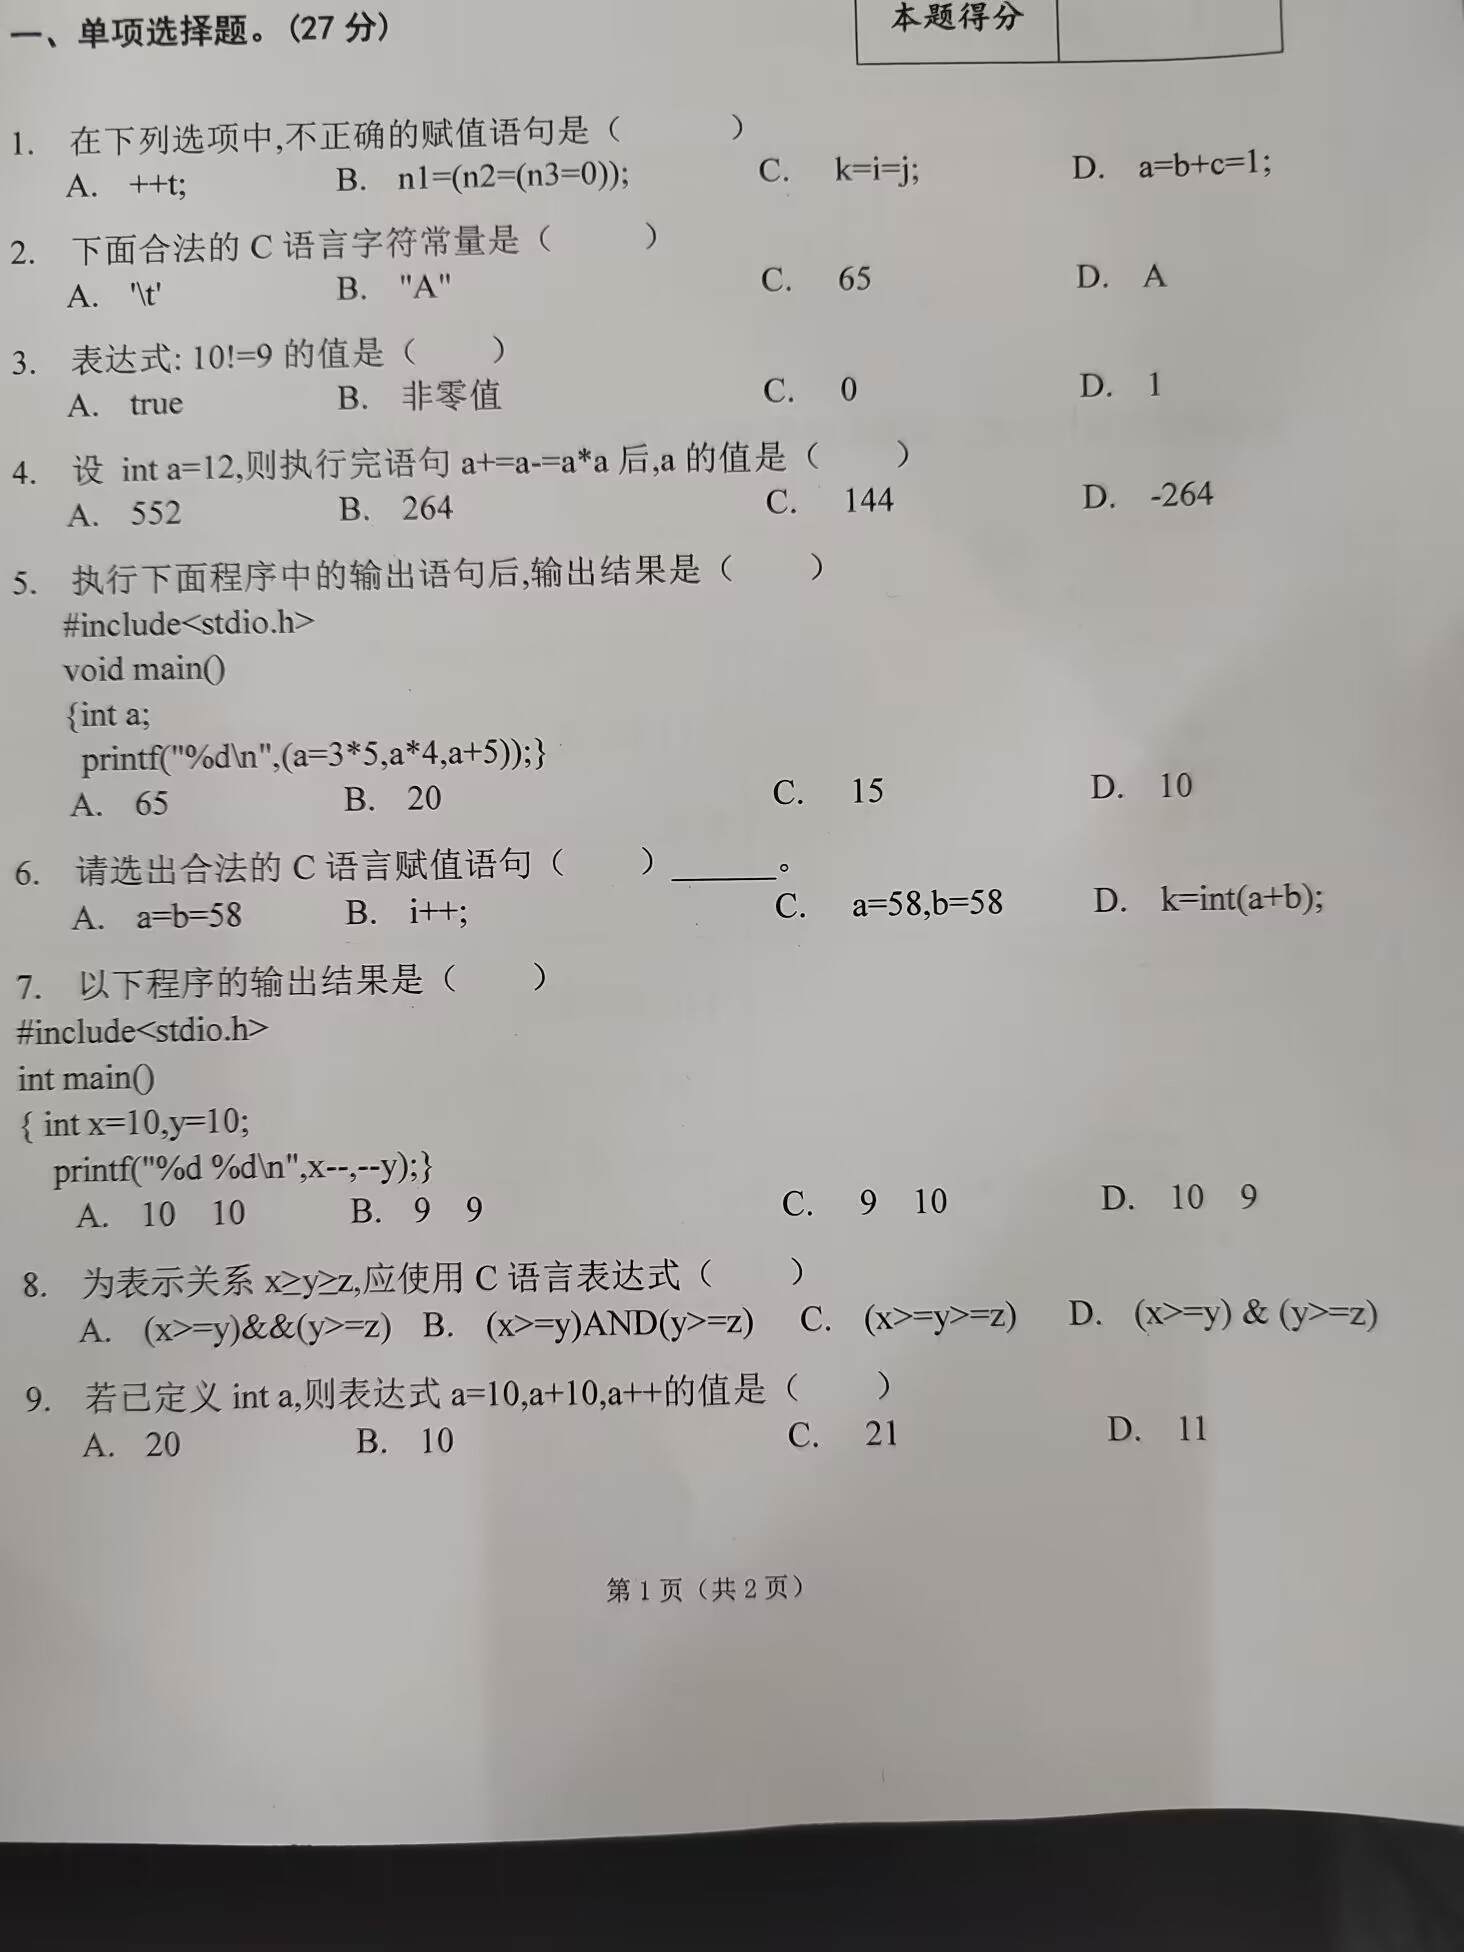 本题得分
一、单项选择题。(27 分)
1. 在下列选项中,不正确的赋值语句是（ ）
A. ++t; B. n1=(n2=(n3=0)); C. k=i=j; D. a=b+c=1;
2. 下面合法的 C 语言字符常量是（ ）
A. '\t' B. "A" C. 65 D. A
3. 表达式: 10!=9 的值是（ ）
A. true B. 非零值 C. 0 D. 1
4. 设 int a=12,则执行完语句 a+=a-=a*a 后,a 的值是（ ）
A. 552 B. 264 C. 144 D. -264
5. 执行下面程序中的输出语句后,输出结果是（ ）
#include<stdio.h>
void main()
{int a;
printf("%d\n",(a=3*5,a*4,a+5));}
A. 65 B. 20 C. 15 D. 10
6. 请选出合法的 C 语言赋值语句（ ）______。
A. a=b=58 B. i++; C. a=58,b=58 D. k=int(a+b);
7. 以下程序的输出结果是（ ）
#include<stdio.h>
int main()
{ int x=10,y=10;
printf("%d %d\n",x--,--y);}
A. 10 10 B. 9 9 C. 9 10 D. 10 9
8. 为表示关系 x≥y≥z,应使用 C 语言表达式（ ）
A. (x>=y)&&(y>=z) B. (x>=y)AND(y>=z) C. (x>=y>=z) D. (x>=y) & (y>=z)
9. 若已定义 int a,则表达式 a=10,a+10,a++的值是（ ）
A. 20 B. 10 C. 21 D. 11
第 1 页（共 2 页）